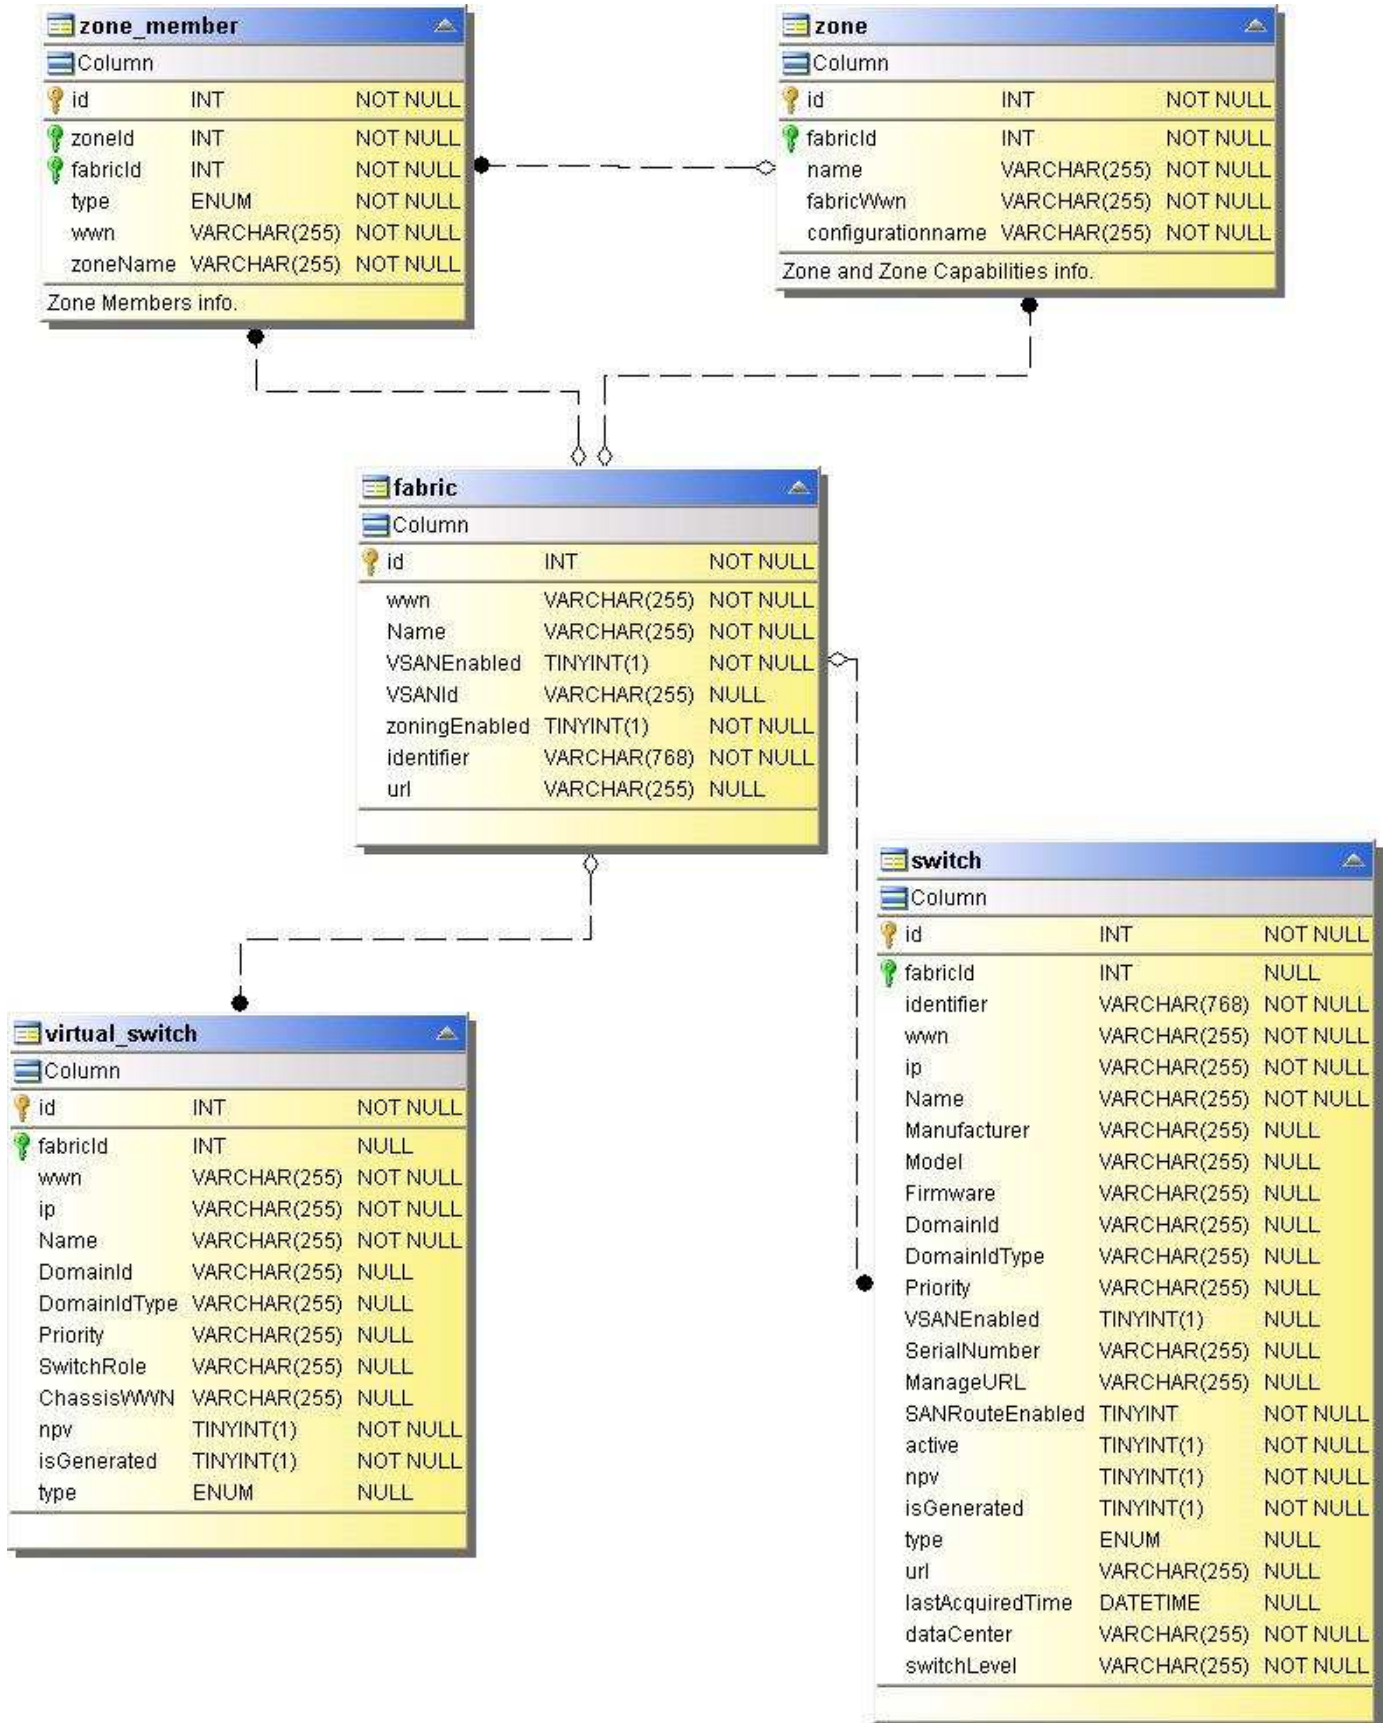 zone_member
Column
id INT NOT NULL
zoneId INT NOT NULL
fabricId INT NOT NULL
type ENUM NOT NULL
wwn VARCHAR(255) NOT NULL
zoneName VARCHAR(255) NOT NULL
Zone Members info.
zone
Column
id INT NOT NULL
fabricId INT NOT NULL
name VARCHAR(255) NOT NULL
fabricWwn VARCHAR(255) NOT NULL
configurationname VARCHAR(255) NOT NULL
Zone and Zone Capabilities info.
fabric
Column
id INT NOT NULL
wwn VARCHAR(255) NOT NULL
Name VARCHAR(255) NOT NULL
VSANEnabled TINYINT(1) NOT NULL
VSANId VARCHAR(255) NULL
zoningEnabled TINYINT(1) NOT NULL
identifier VARCHAR(768) NOT NULL
url VARCHAR(255) NULL
switch
Column
id INT NOT NULL
fabricId INT NULL
identifier VARCHAR(768) NOT NULL
wwn VARCHAR(255) NOT NULL
ip VARCHAR(255) NOT NULL
Name VARCHAR(255) NOT NULL
Manufacturer VARCHAR(255) NULL
Model VARCHAR(255) NULL
Firmware VARCHAR(255) NULL
DomainId VARCHAR(255) NULL
DomainIdType VARCHAR(255) NULL
Priority VARCHAR(255) NULL
VSANEnabled TINYINT(1) NULL
SerialNumber VARCHAR(255) NULL
ManageURL VARCHAR(255) NULL
SANRouteEnabled TINYINT NOT NULL
active TINYINT(1) NOT NULL
npv TINYINT(1) NOT NULL
isGenerated TINYINT(1) NOT NULL
type ENUM NULL
url VARCHAR(255) NULL
lastAcquiredTime DATETIME NULL
dataCenter VARCHAR(255) NOT NULL
switchLevel VARCHAR(255) NOT NULL
virtual_switch
Column
id INT NOT NULL
fabricId INT NULL
wwn VARCHAR(255) NOT NULL
ip VARCHAR(255) NOT NULL
Name VARCHAR(255) NOT NULL
DomainId VARCHAR(255) NULL
DomainIdType VARCHAR(255) NULL
Priority VARCHAR(255) NULL
SwitchRole VARCHAR(255) NULL
ChassisWWN VARCHAR(255) NULL
npv TINYINT(1) NOT NULL
isGenerated TINYINT(1) NOT NULL
type ENUM NULL